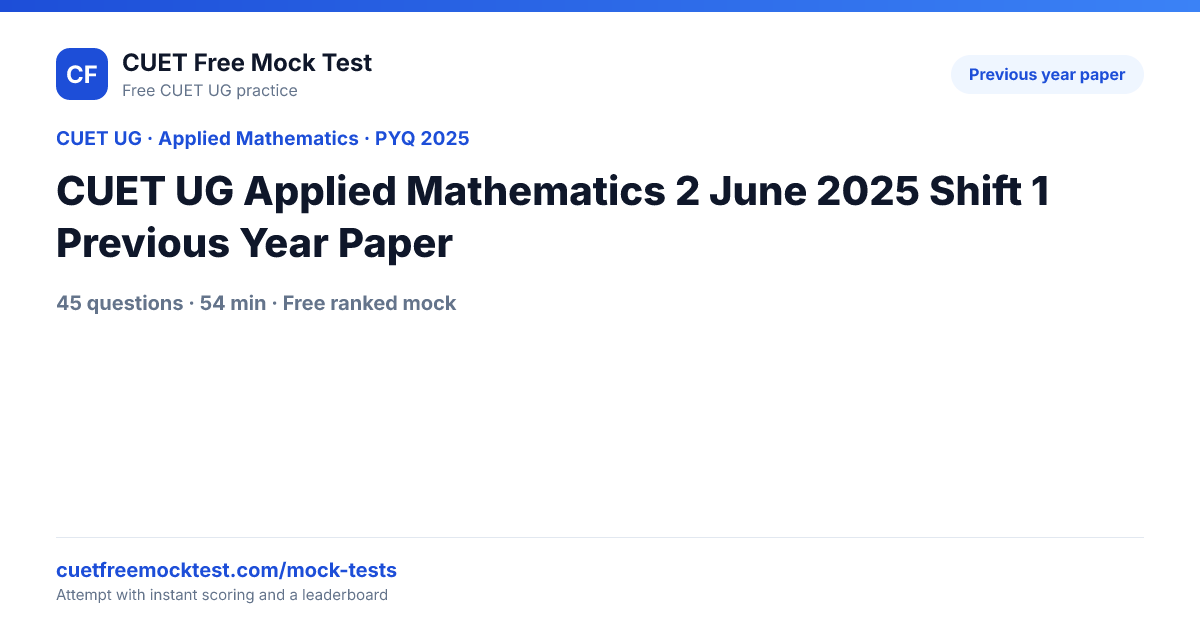 CF
CUET Free Mock Test
Free CUET UG practice
Previous year paper
CUET UG · Applied Mathematics · PYQ 2025
CUET UG Applied Mathematics 2 June 2025 Shift 1
Previous Year Paper
45 questions · 54 min · Free ranked mock
cuetfreemocktest.com/mock-tests
Attempt with instant scoring and a leaderboard